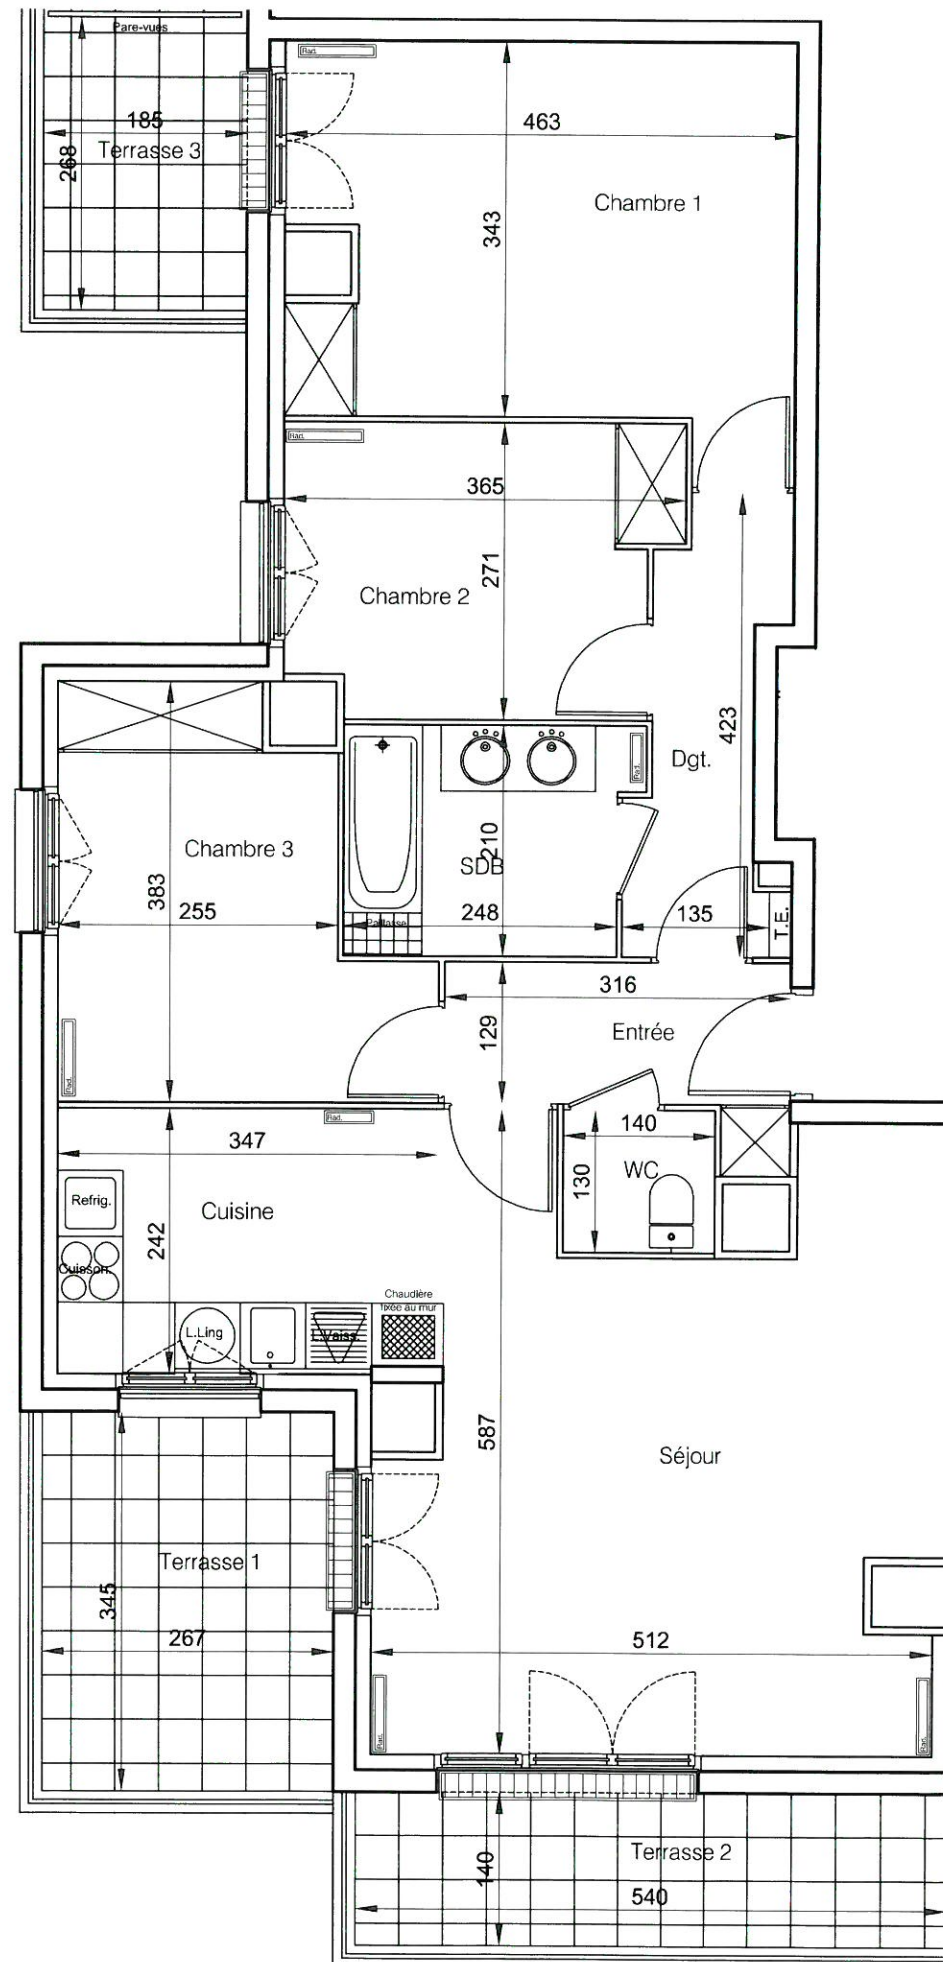 Pare-vues
Rad.
185
463
Terrasse 3
268
Chambre 1
343
Rad.
365
271
Chambre 2
423
Dgt.
Rad.
Chambre 3
210
SDB
383
255
Paillasse
248
135
T.E.
316
129
Entrée
Rad.
Rad.
347
140
130
WC
Refrig.
Cuisine
242
Cuisson.
Chaudière
fixée au mur
L.Ling
L.Vaiss.
587
Séjour
Terrasse 1
345
267
512
Rad.
Rad.
Terrasse 2
140
540